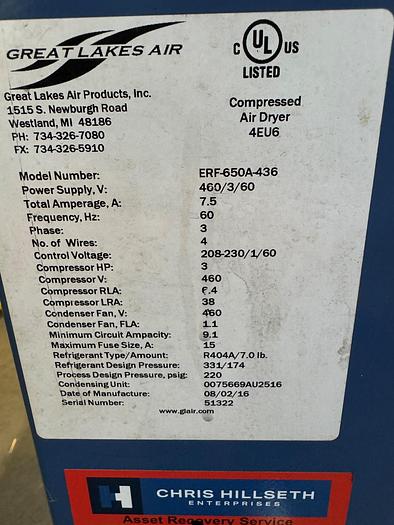 GREAT LAKES AIR
Great Lakes Air Products, Inc.
1515 S. Newburgh Road
Westland, MI 48186
PH: 734-326-7080
FX: 734-326-5910
C UL US
LISTED
Compressed
Air Dryer
4EU6
Model Number: ERF-650A-436
Power Supply, V: 460/3/60
Total Amperage, A: 7.5
Frequency, Hz: 60
Phase: 3
No. of Wires: 4
Control Voltage: 208-230/1/60
Compressor HP: 3
Compressor V: 460
Compressor RLA: 6.4
Compressor LRA: 38
Condenser Fan, V: 460
Condenser Fan, FLA: 1.1
Minimum Circuit Ampacity: 9.1
Maximum Fuse Size, A: 15
Refrigerant Type/Amount: R404A/7.0 lb.
Refrigerant Design Pressure: 331/174
Process Design Pressure, psig: 220
Condensing Unit: 0075669AU2516
Date of Manufacture: 08/02/16
Serial Number: 51322
www.glair.com
CHRIS HILLSETH
ENTERPRISES
Asset Recovery Service